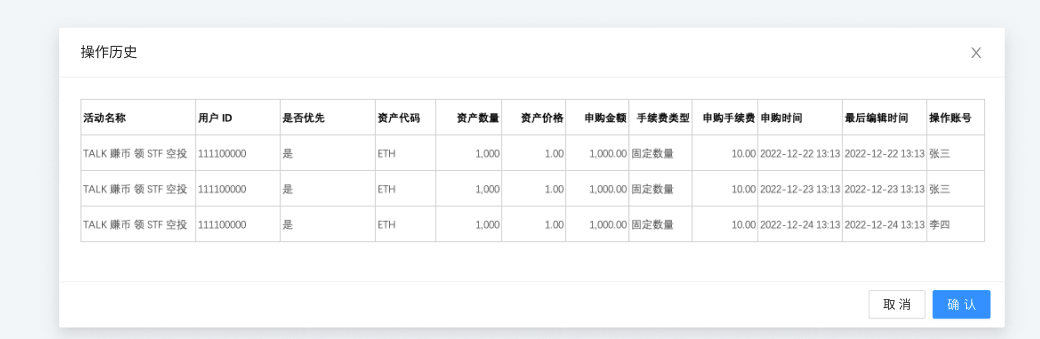 操作历史
活动名称 用户 ID 是否优先 资产代码 资产数量 资产价格 申购金额 手续费类型 申购手续费 申购时间 最后编辑时间 操作账号
TALK 赚币 领 STF 空投 111100000 是 ETH 1,000 1.00 1,000.00 固定数量 10.00 2022-12-22 13:13 2022-12-22 13:13 张三
TALK 赚币 领 STF 空投 111100000 是 ETH 1,000 1.00 1,000.00 固定数量 10.00 2022-12-23 13:13 2022-12-23 13:13 张三
TALK 赚币 领 STF 空投 111100000 是 ETH 1,000 1.00 1,000.00 固定数量 10.00 2022-12-24 13:13 2022-12-24 13:13 李四
取 消 确 认